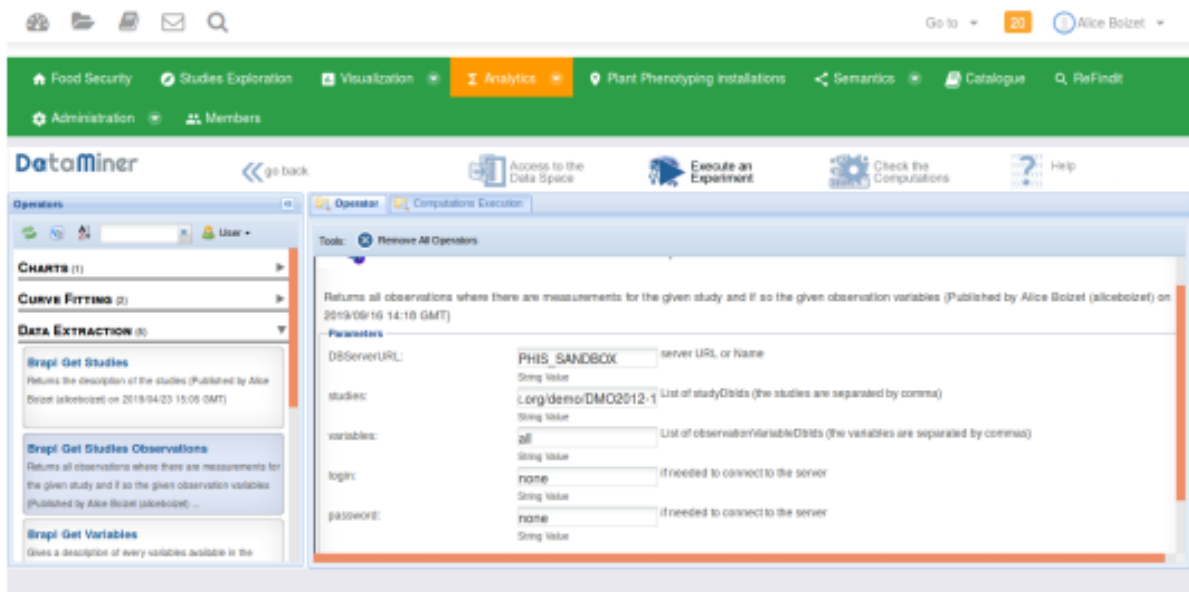 Go to
20
Alice Boizet
Food Security
Studies Exploration
Visualization
Analytics
Plant Phenotyping Installations
Semantics
Catalogue
ReFindit
Administration
Members
DataMiner
go back
Access to the
Data Space
Execute an
Experiment
Check the
Computations
Help
Operators
User
CHARTS (1)
CURVE FITTING (2)
DATA EXTRACTION
Brapi Get Studies
Returns the description of the studies (Published by Alice
Boizet (aliceboizet) on 2019/04/23 15:05 GMT)
Brapi Get Studies Observations
Returns all observations where there are measurements for
the given study and if so the given observation variables
(Published by Alice Boizet (aliceboizet) ...
Brapi Get Variables
Gives a description of every variables available in the
Operator
Computations Execution
Tools:
Remove All Operators
Returns all observations where there are measurements for the given study and if so the given observation variables (Published by Alice Boizet (aliceboizet) on
2019/09/16 14:18 GMT)
Parameters
DBServerURL:
PHIS_SANDBOX
server URL or Name
String Value
studies:
.org/demo/DMO2012-1
List of studyDbIds (the studies are separated by comma)
String Value
variables:
all
List of observationVariableDbIds (the variables are separated by commas)
String Value
login:
none
if needed to connect to the server
String Value
password:
none
if needed to connect to the server
String Value